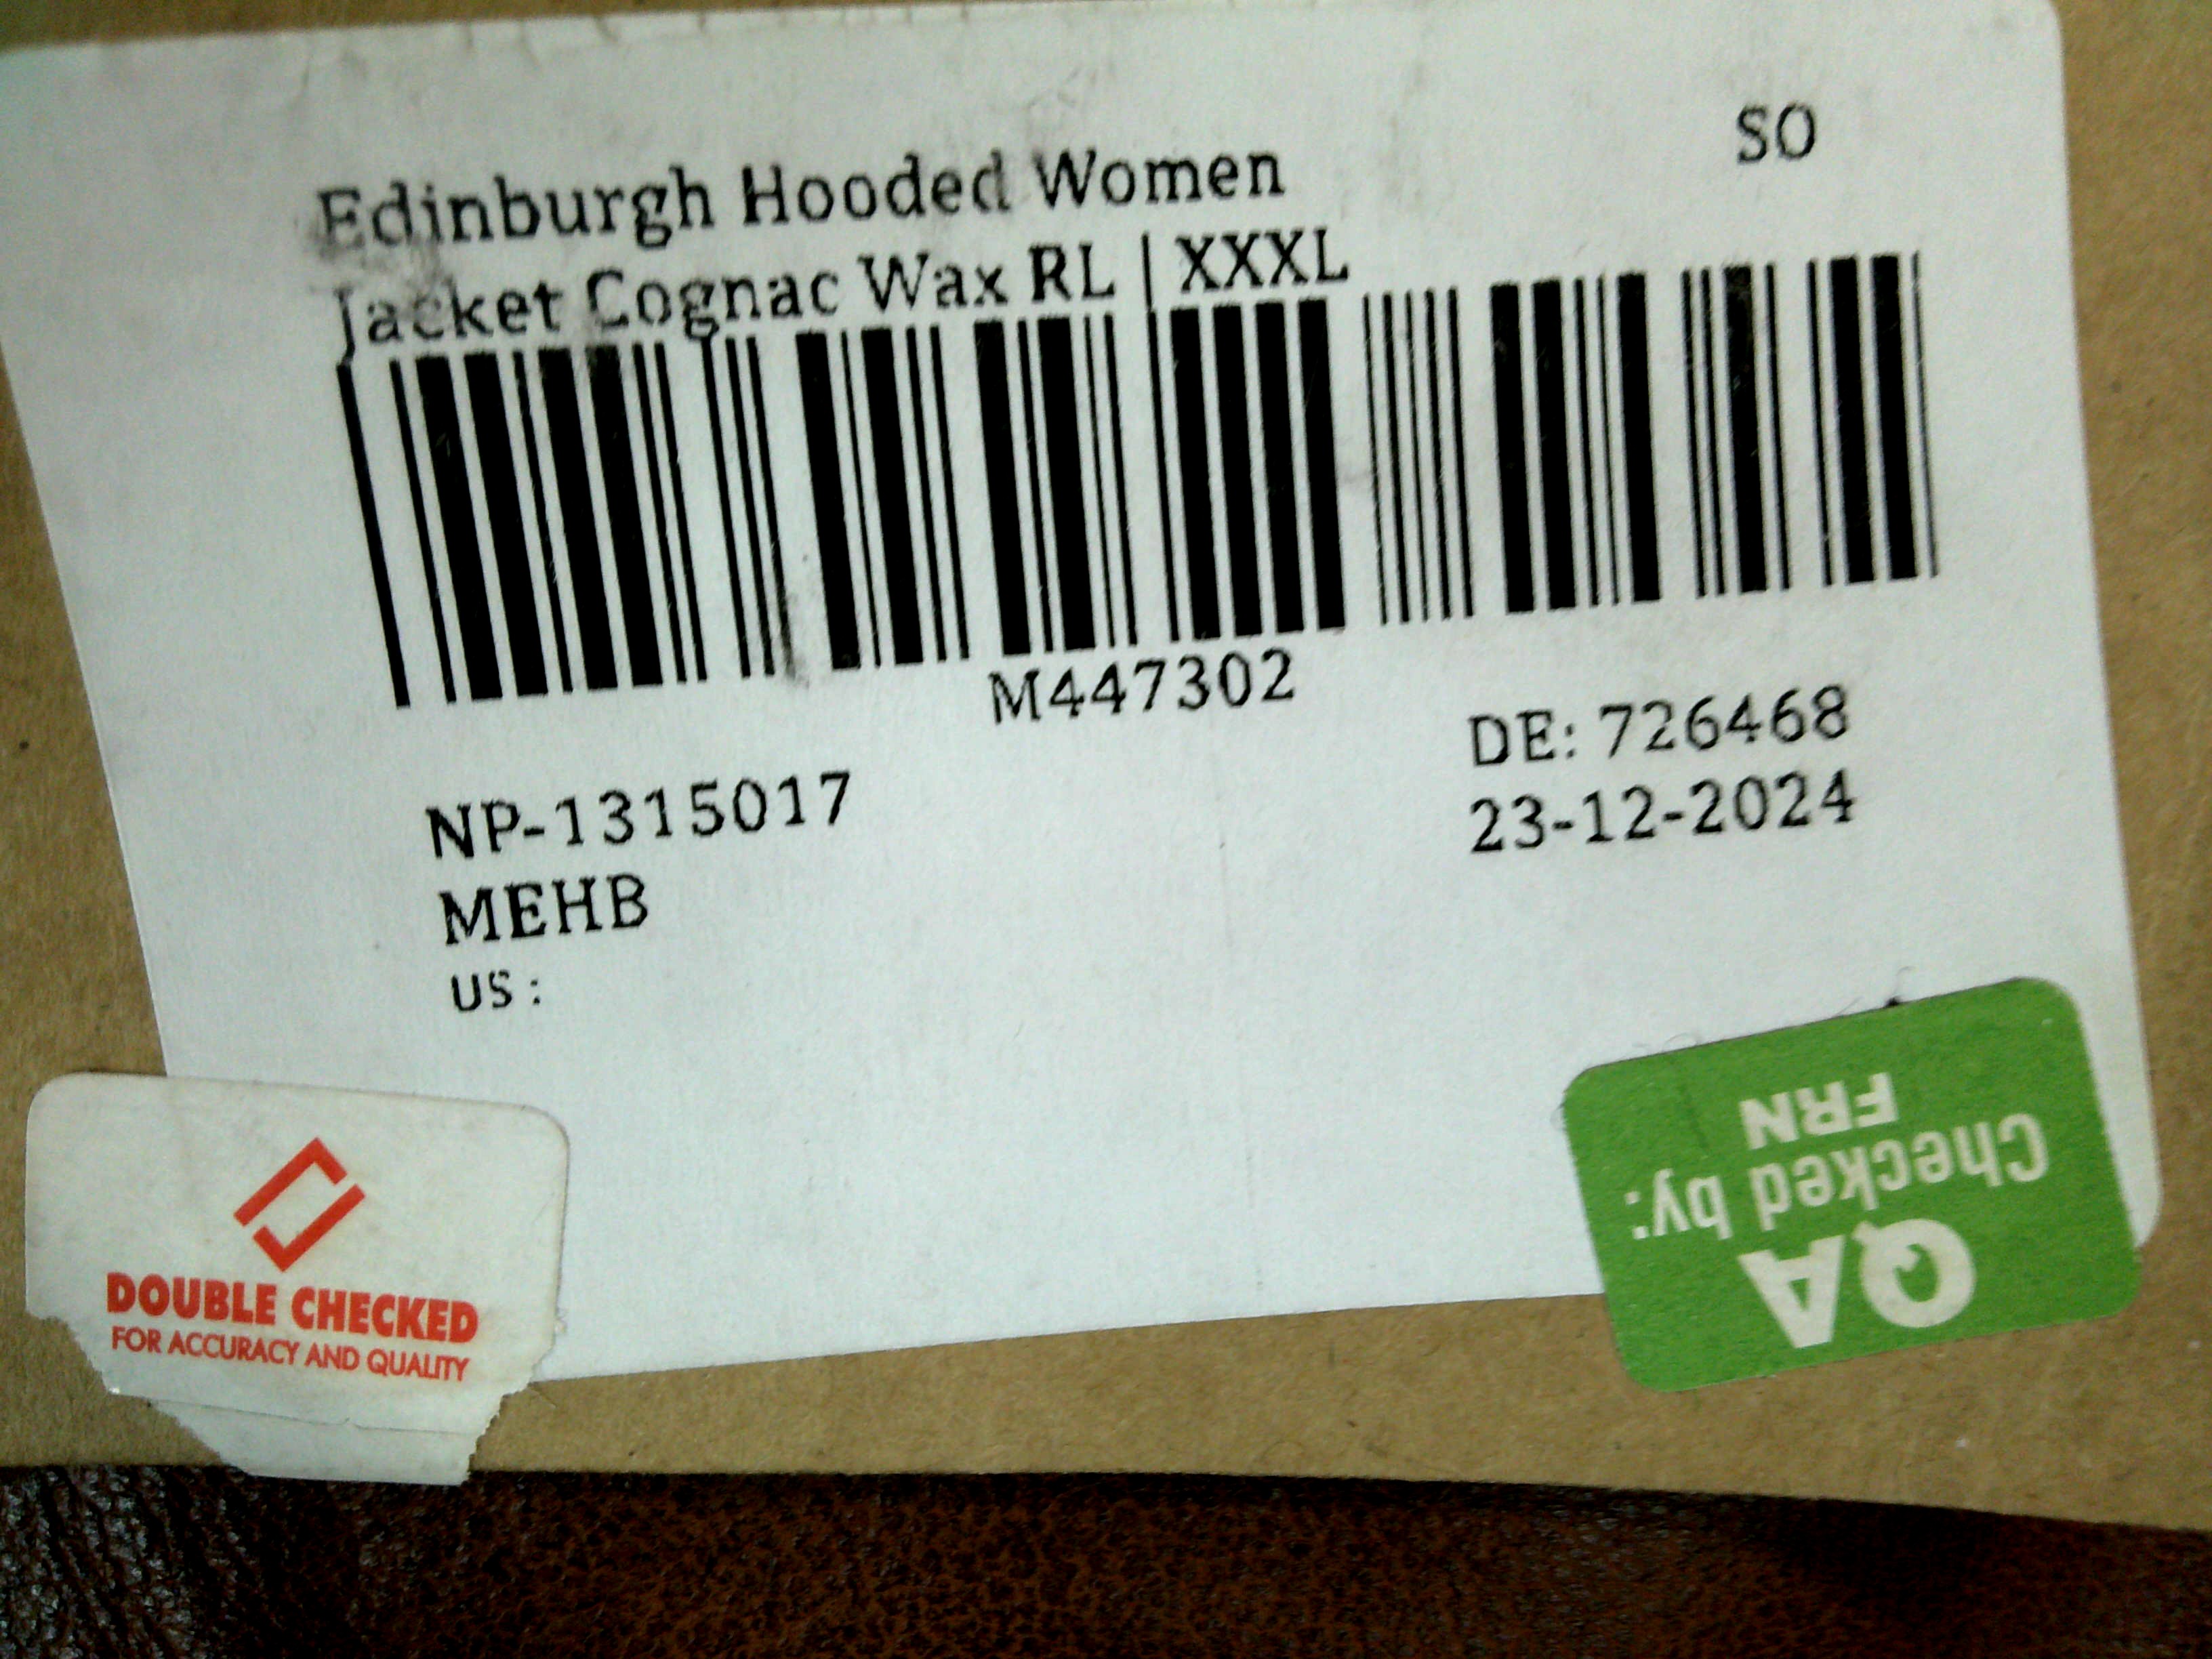 SO
Edinburgh Hooded Women
Jacket Cognac Wax RL | XXXL
M447302
DE: 726468
NP-1315017
23-12-2024
MEHB
US :
DOUBLE CHECKED
FOR ACCURACY AND QUALITY
QA
Checked by:
FRN